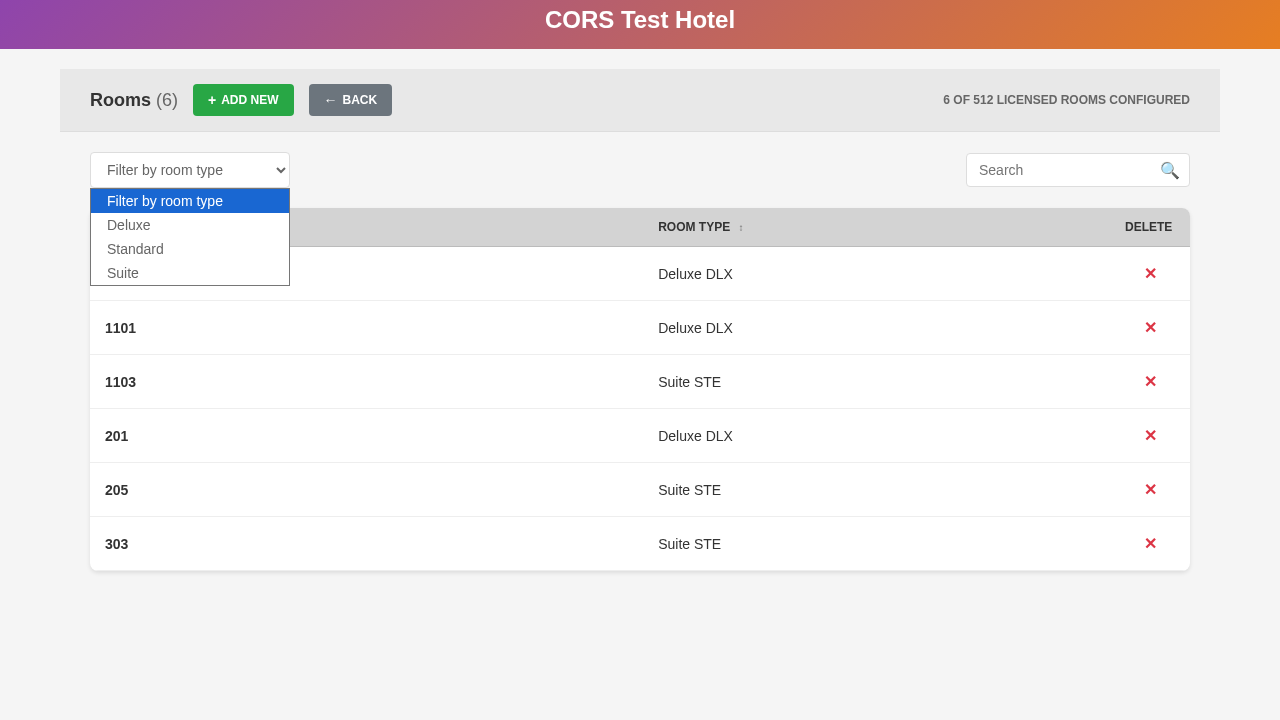 CORS Test Hotel
Rooms (6)
+ ADD NEW
← BACK
6 OF 512 LICENSED ROOMS CONFIGURED
Filter by room type
Search
Filter by room type
Deluxe
Standard
Suite
ROOM TYPE ↕ DELETE
Deluxe DLX ✕
1101 Deluxe DLX ✕
1103 Suite STE ✕
201 Deluxe DLX ✕
205 Suite STE ✕
303 Suite STE ✕